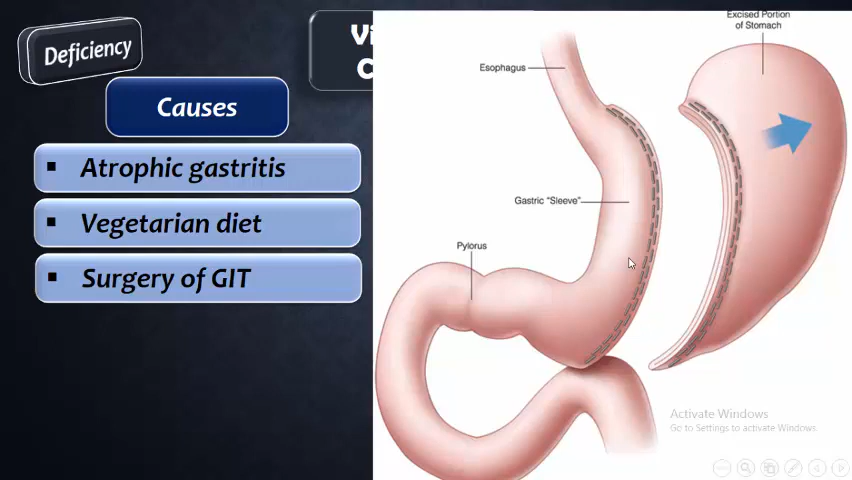 Deficiency
Causes
▪ Atrophic gastritis
▪ Vegetarian diet
▪ Surgery of GIT
Excised Portion
of Stomach
Esophagus
Gastric “Sleeve”
Pylorus
Activate Windows
Go to Settings to activate Windows.